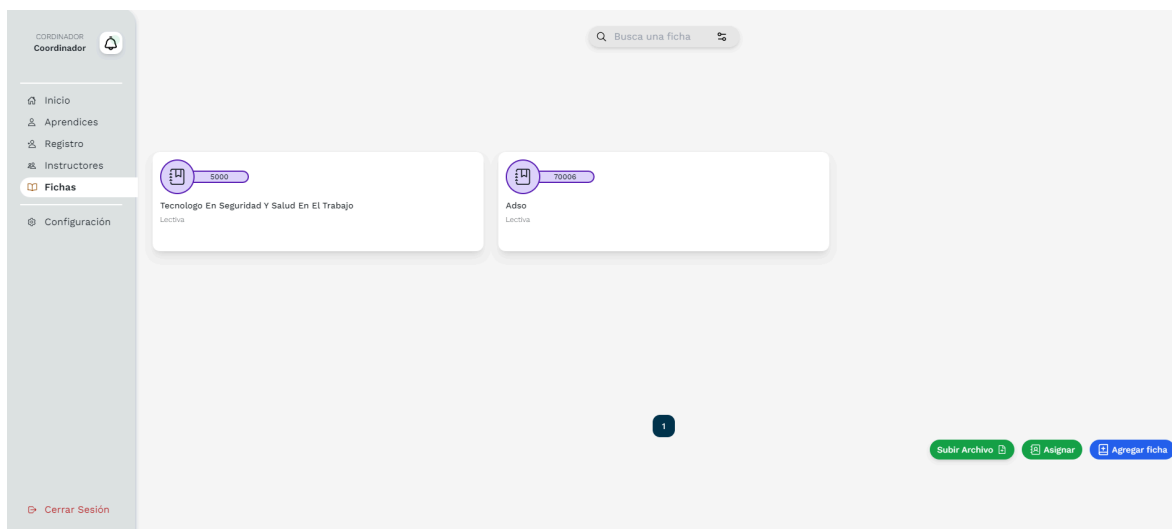 CORDINADOR
Coordinador
Inicio
Aprendices
Registro
Instructores
Fichas
Configuración
Cerrar Sesión
Busca una ficha
5000
Tecnologo En Seguridad Y Salud En El Trabajo
Lectiva
70006
Adso
Lectiva
1
Subir Archivo
Asignar
Agregar ficha